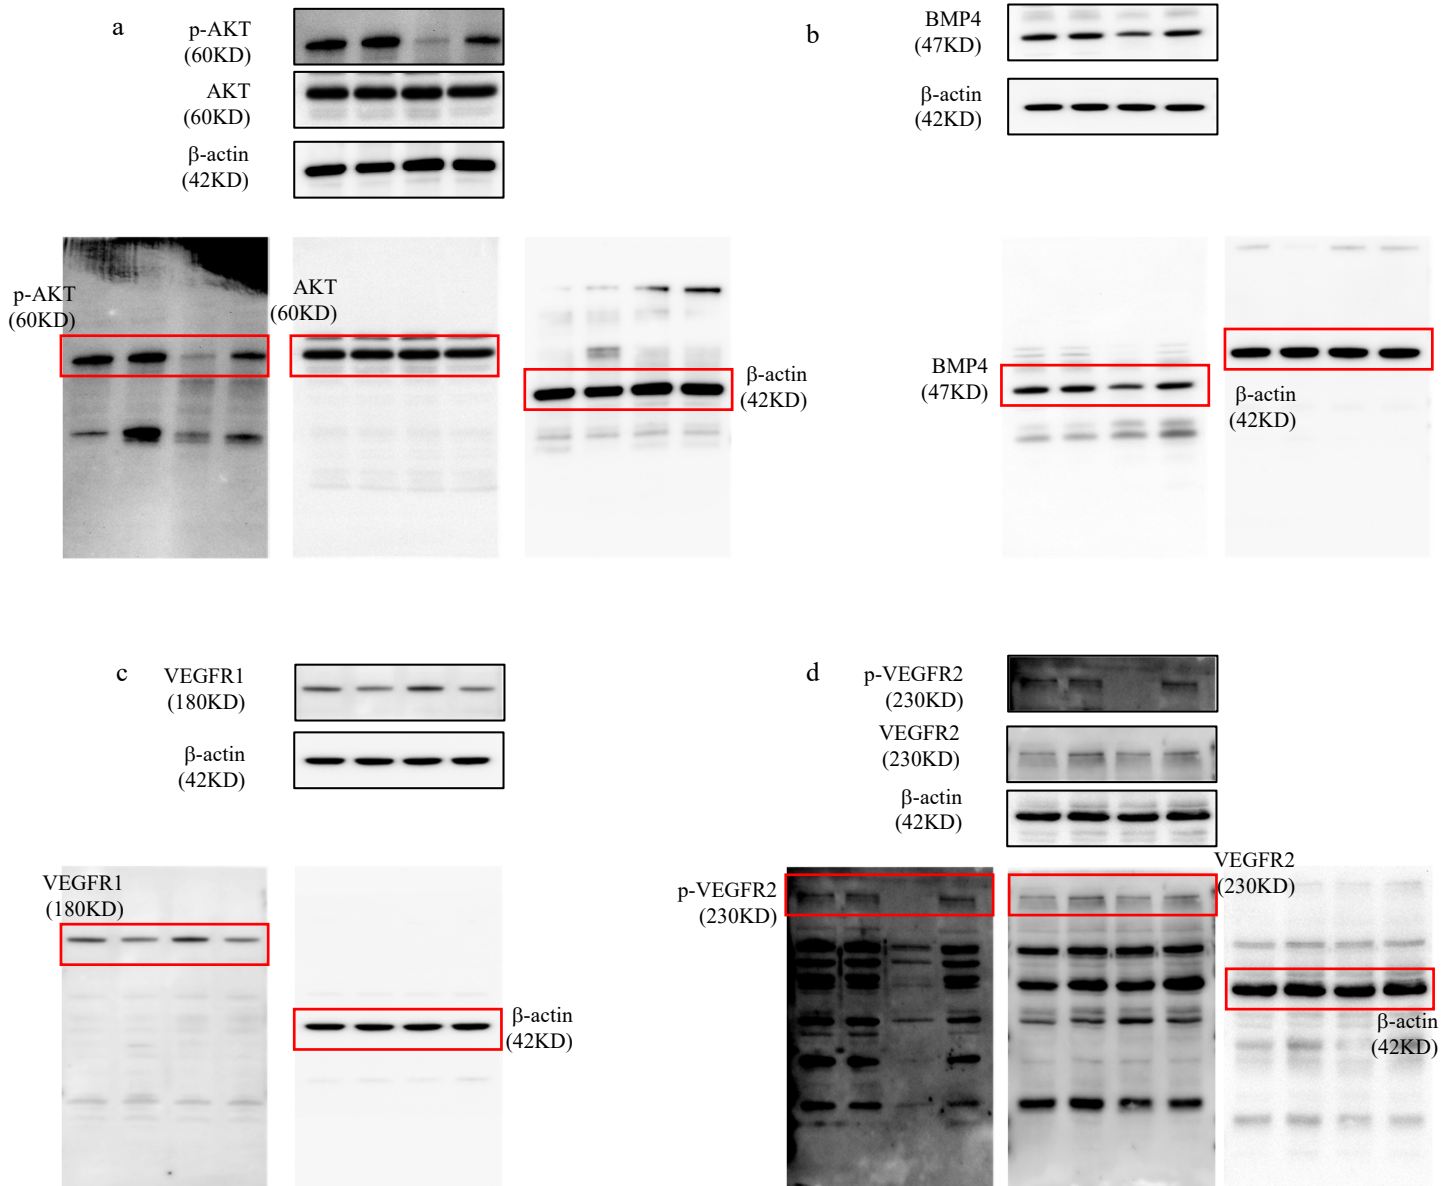 a
p-AKT
(60KD)
AKT
(60KD)
β-actin
(42KD)
b
BMP4
(47KD)
β-actin
(42KD)
p-AKT
(60KD)
AKT
(60KD)
β-actin
(42KD)
BMP4
(47KD)
β-actin
(42KD)
c
VEGFR1
(180KD)
β-actin
(42KD)
d
p-VEGFR2
(230KD)
VEGFR2
(230KD)
β-actin
(42KD)
VEGFR1
(180KD)
β-actin
(42KD)
p-VEGFR2
(230KD)
VEGFR2
(230KD)
β-actin
(42KD)